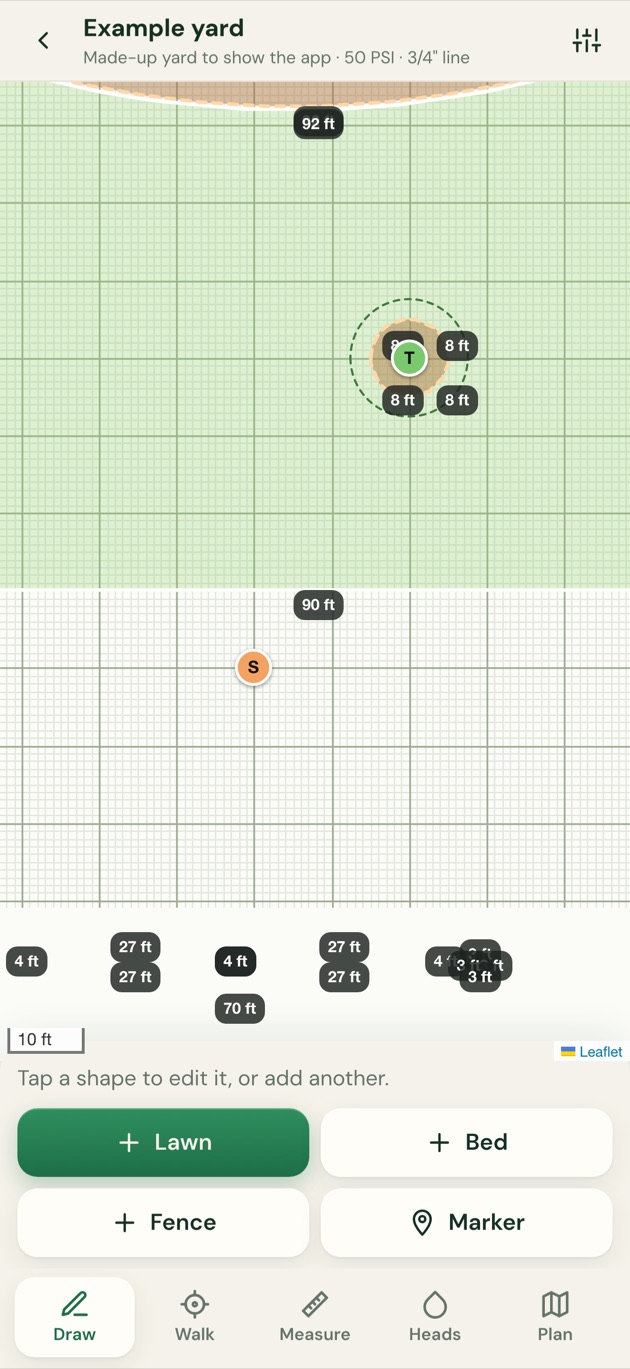 Example yard
Made-up yard to show the app · 50 PSI · 3/4" line
92 ft
8 ft
T
8 ft
8 ft
90 ft
S
27 ft
27 ft
4 ft
4 ft
27 ft
27 ft
3 ft
70 ft
10 ft
Leaflet
Tap a shape to edit it, or add another.
+ Lawn
+ Bed
+ Fence
Marker
Draw
Walk
Measure
Heads
Plan